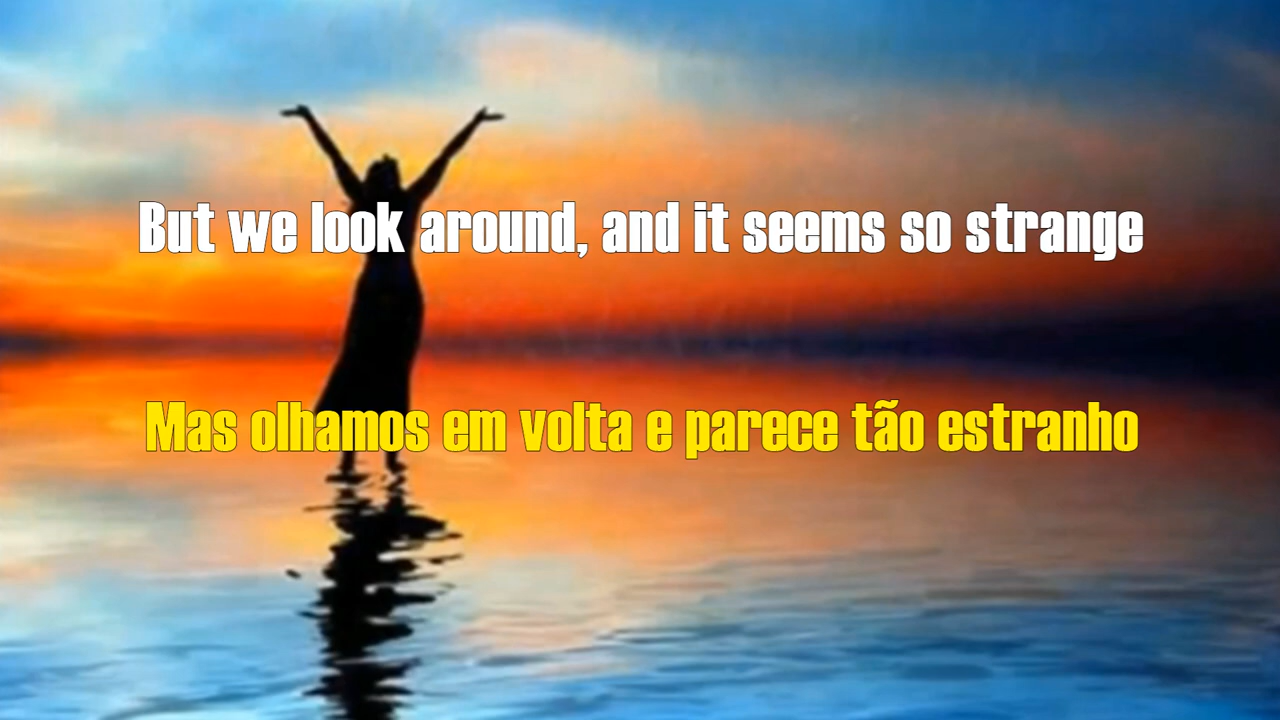 But we look around, and it seems so strange
Mas olhamos em volta e parece tão estranho